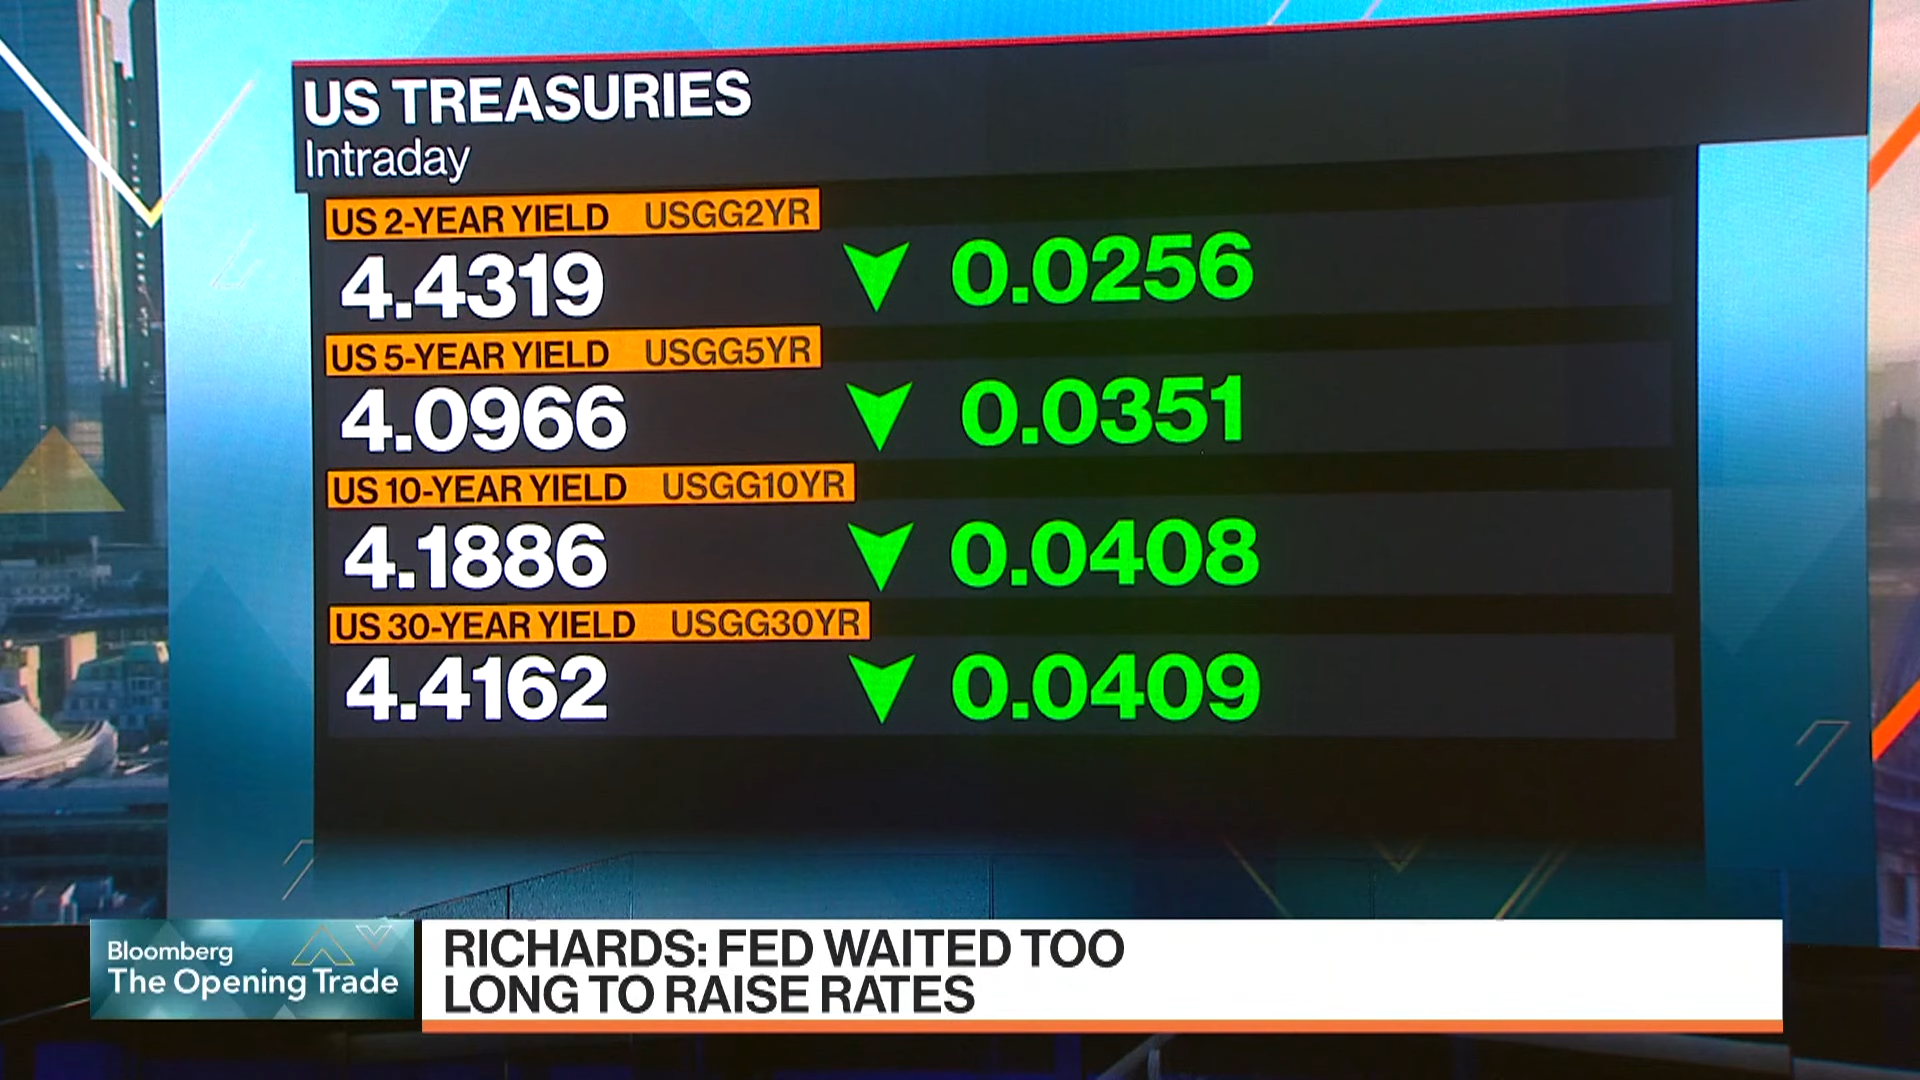 US TREASURIES
Intraday
US 2-YEAR YIELD USGG2YR
4.4319 0.0256
US 5-YEAR YIELD USGG5YR
4.0966 0.0351
US 10-YEAR YIELD USGG10YR
4.1886 0.0408
US 30-YEAR YIELD USGG30YR
4.4162 0.0409
Bloomberg
The Opening Trade
RICHARDS: FED WAITED TOO
LONG TO RAISE RATES